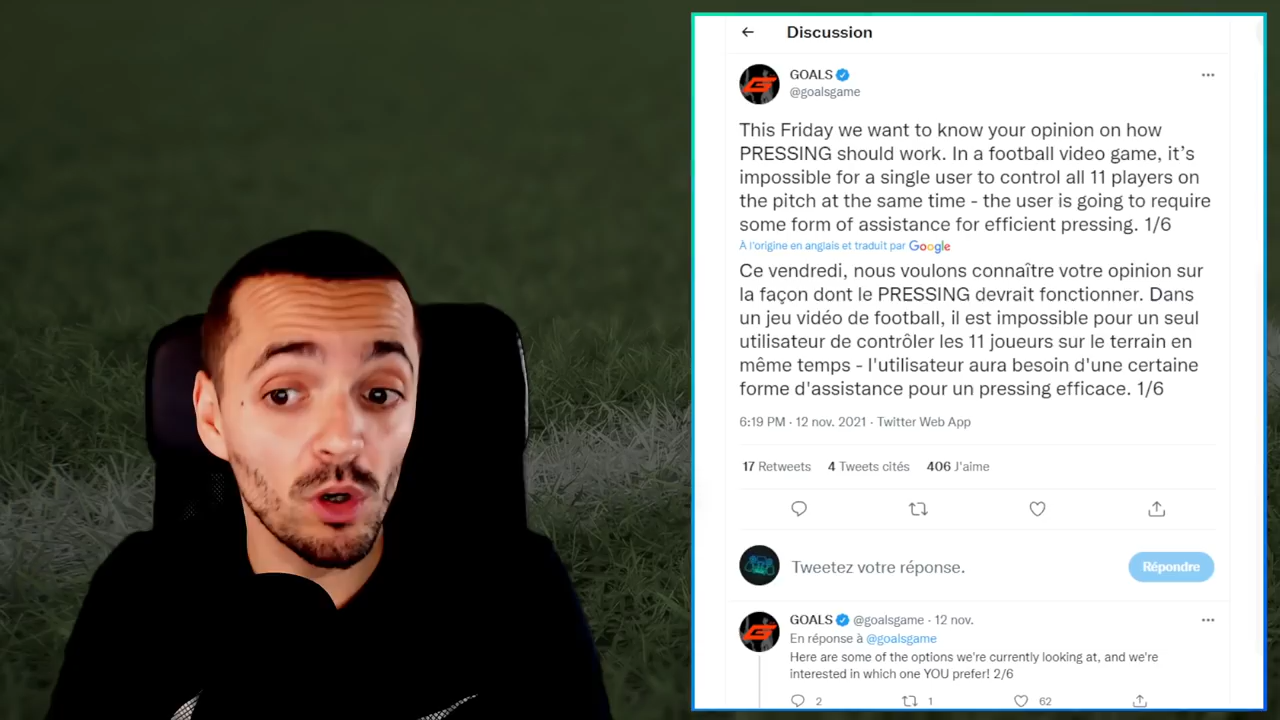 Discussion
GOALS
@goalsgame
This Friday we want to know your opinion on how
PRESSING should work. In a football video game, it’s
impossible for a single user to control all 11 players on
the pitch at the same time - the user is going to require
some form of assistance for efficient pressing. 1/6
À l'origine en anglais et traduit par Google
Ce vendredi, nous voulons connaître votre opinion sur
la façon dont le PRESSING devrait fonctionner. Dans
un jeu vidéo de football, il est impossible pour un seul
utilisateur de contrôler les 11 joueurs sur le terrain en
même temps - l'utilisateur aura besoin d'une certaine
forme d'assistance pour un pressing efficace. 1/6
6:19 PM · 12 nov. 2021 · Twitter Web App
17 Retweets 4 Tweets cités 406 J'aime
Tweetez votre réponse.
Répondre
GOALS @goalsgame · 12 nov.
En réponse à @goalsgame
Here are some of the options we're currently looking at, and we're
interested in which one YOU prefer! 2/6
2 1 62